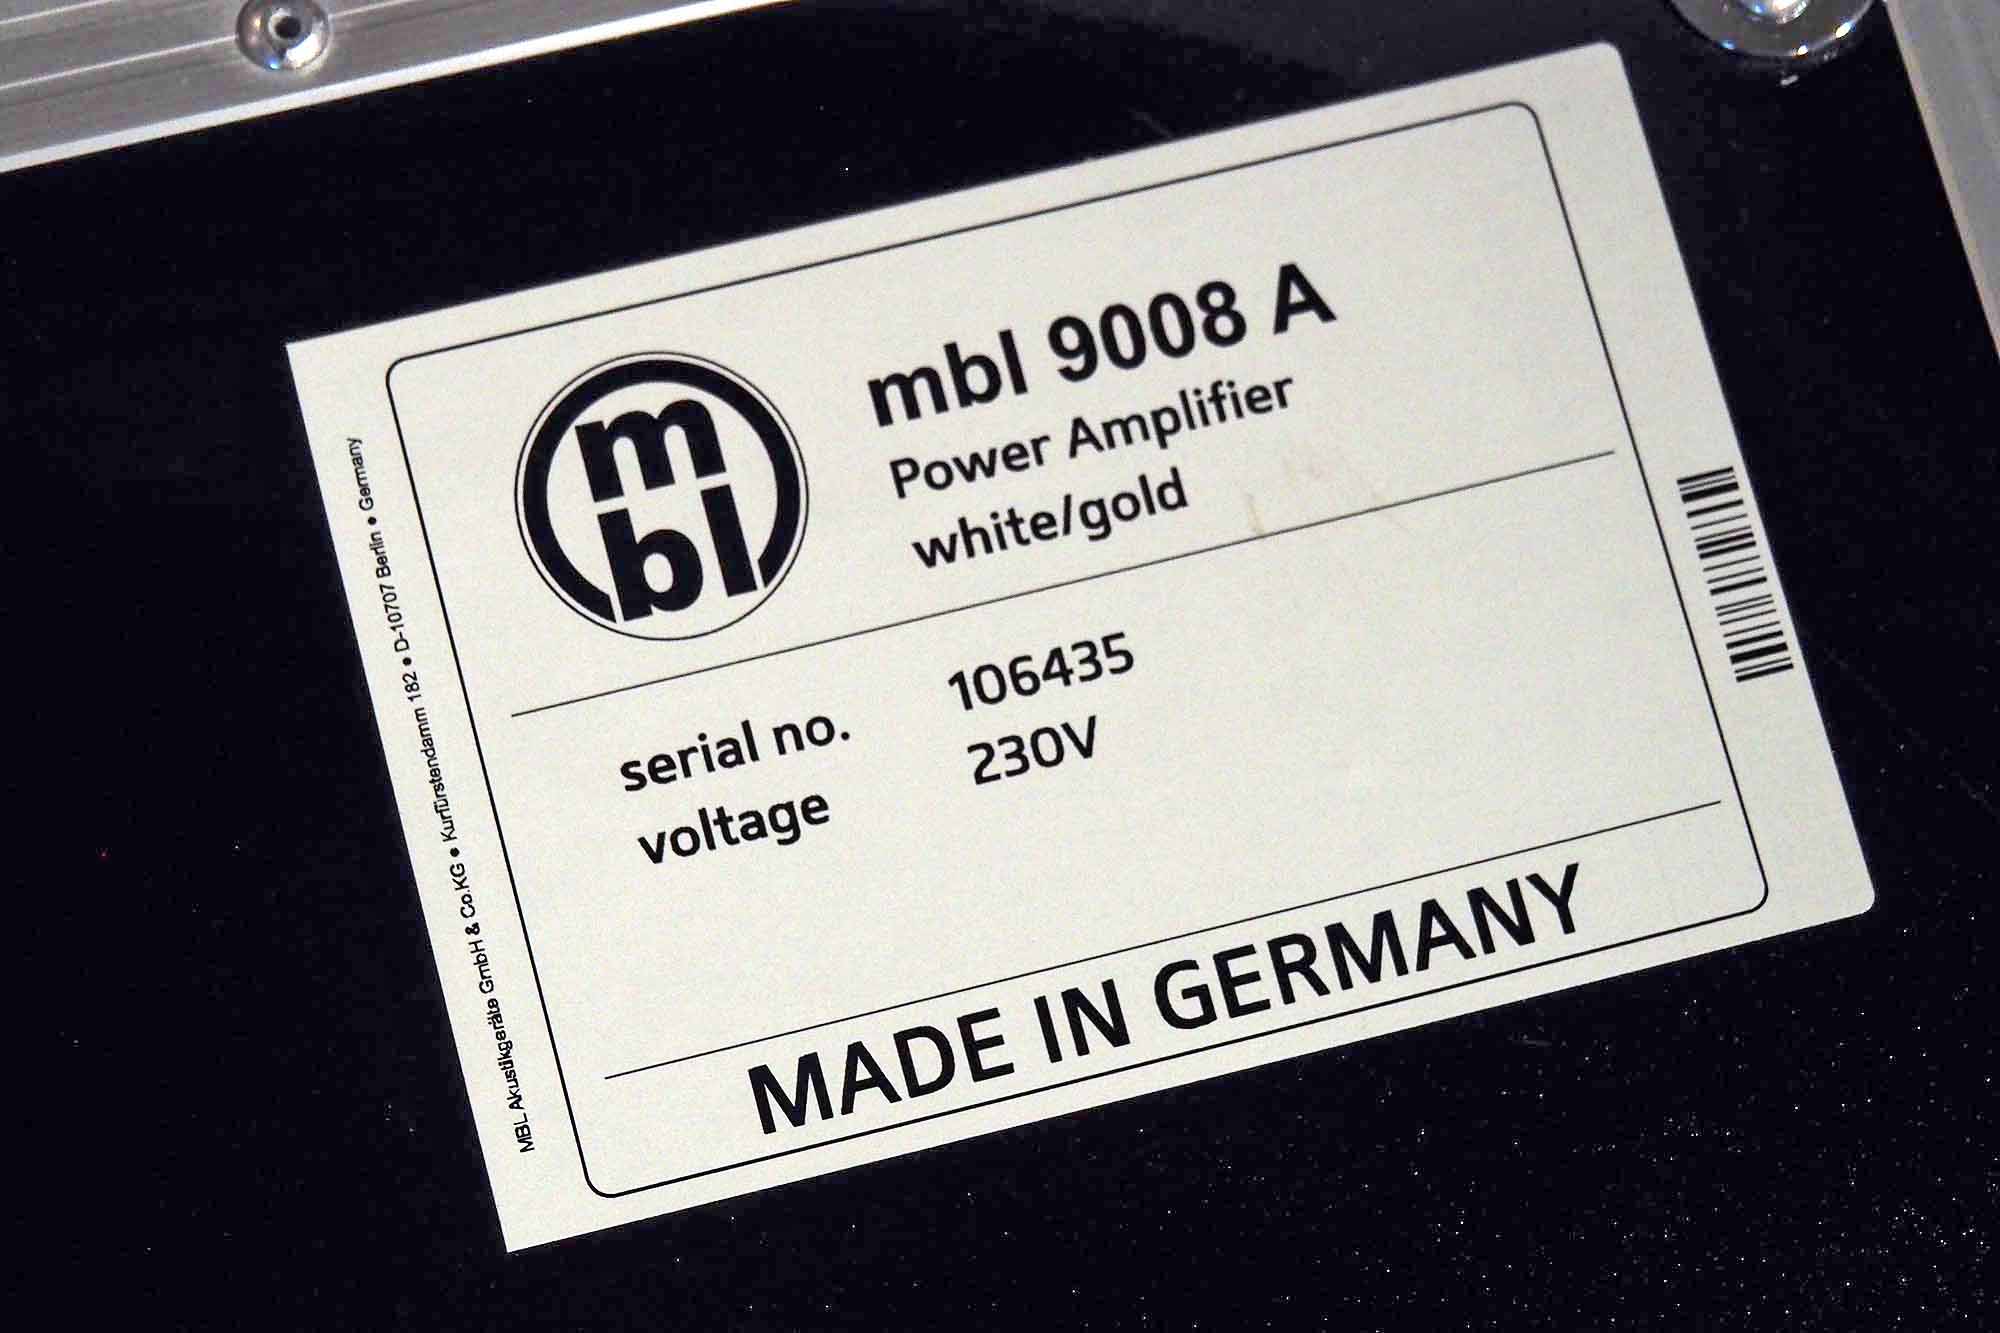 mbl
mbl 9008 A
Power Amplifier
white/gold
serial no. 106435
voltage 230V
MADE IN GERMANY
MBL Akustikgeräte GmbH & Co.KG • Kurfürstendamm 182 • D-10707 Berlin • Germany